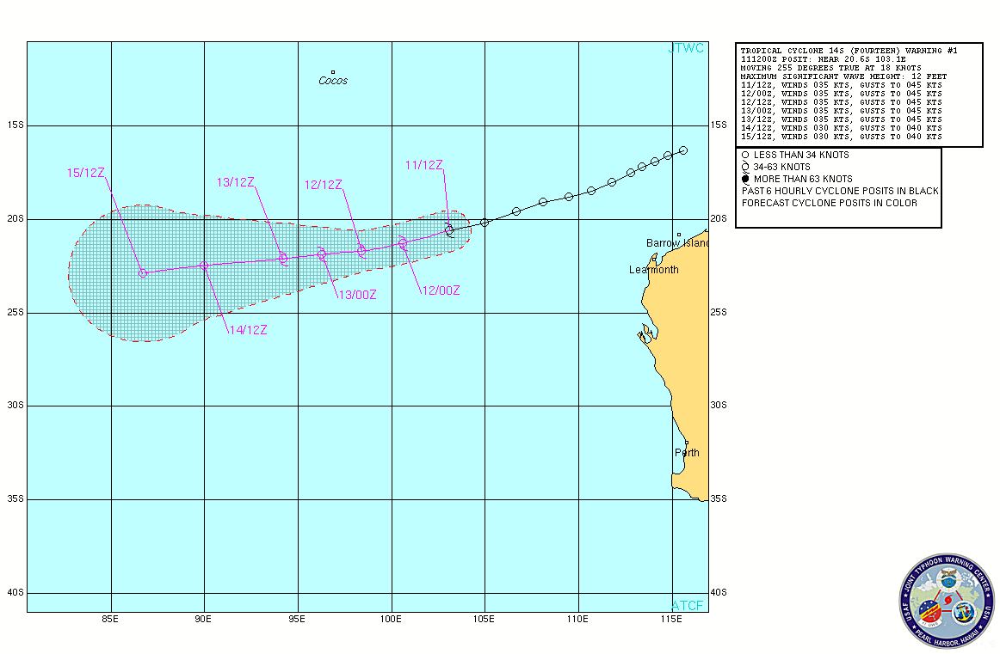 JTWC
Cocos
15S
15S
20S
20S
25S
25S
30S
30S
35S
35S
40S
40S
85E
90E
95E
100E
105E
110E
115E
15/12Z
14/12Z
13/12Z
13/00Z
12/12Z
12/00Z
11/12Z
Barrow Island
Learmonth
Perth
ATCF
TROPICAL CYCLONE 14S (FOURTEEN) WARNING #1
111200Z POSIT: NEAR 20.6S 103.1E
MOVING 255 DEGREES TRUE AT 18 KNOTS
MAXIMUM SIGNIFICANT WAVE HEIGHT: 12 FEET
11/12Z, WINDS 035 KTS, GUSTS TO 045 KTS
12/00Z, WINDS 035 KTS, GUSTS TO 045 KTS
12/12Z, WINDS 035 KTS, GUSTS TO 045 KTS
13/00Z, WINDS 035 KTS, GUSTS TO 045 KTS
13/12Z, WINDS 035 KTS, GUSTS TO 045 KTS
14/12Z, WINDS 030 KTS, GUSTS TO 040 KTS
15/12Z, WINDS 030 KTS, GUSTS TO 040 KTS
LESS THAN 34 KNOTS
34-63 KNOTS
MORE THAN 63 KNOTS
PAST 6 HOURLY CYCLONE POSITS IN BLACK
FORECAST CYCLONE POSITS IN COLOR
JOINT TYPHOON WARNING CENTER
USAF
USN
PEARL HARBOR, HAWAII